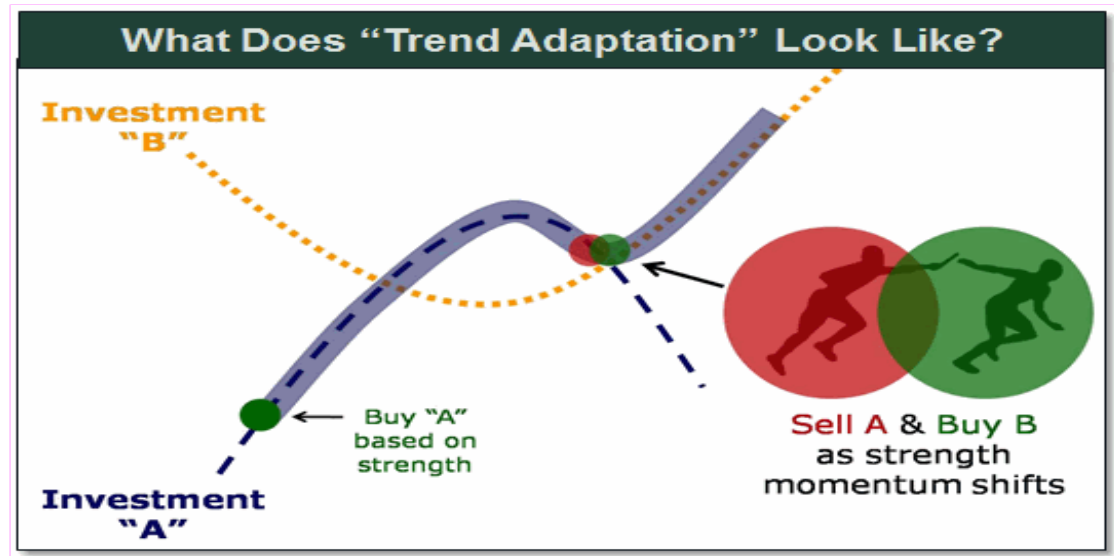 What Does “Trend Adaptation” Look Like?
Investment
“B”
Buy “A”
based on
strength
Investment
“A”
Sell A & Buy B
as strength
momentum shifts